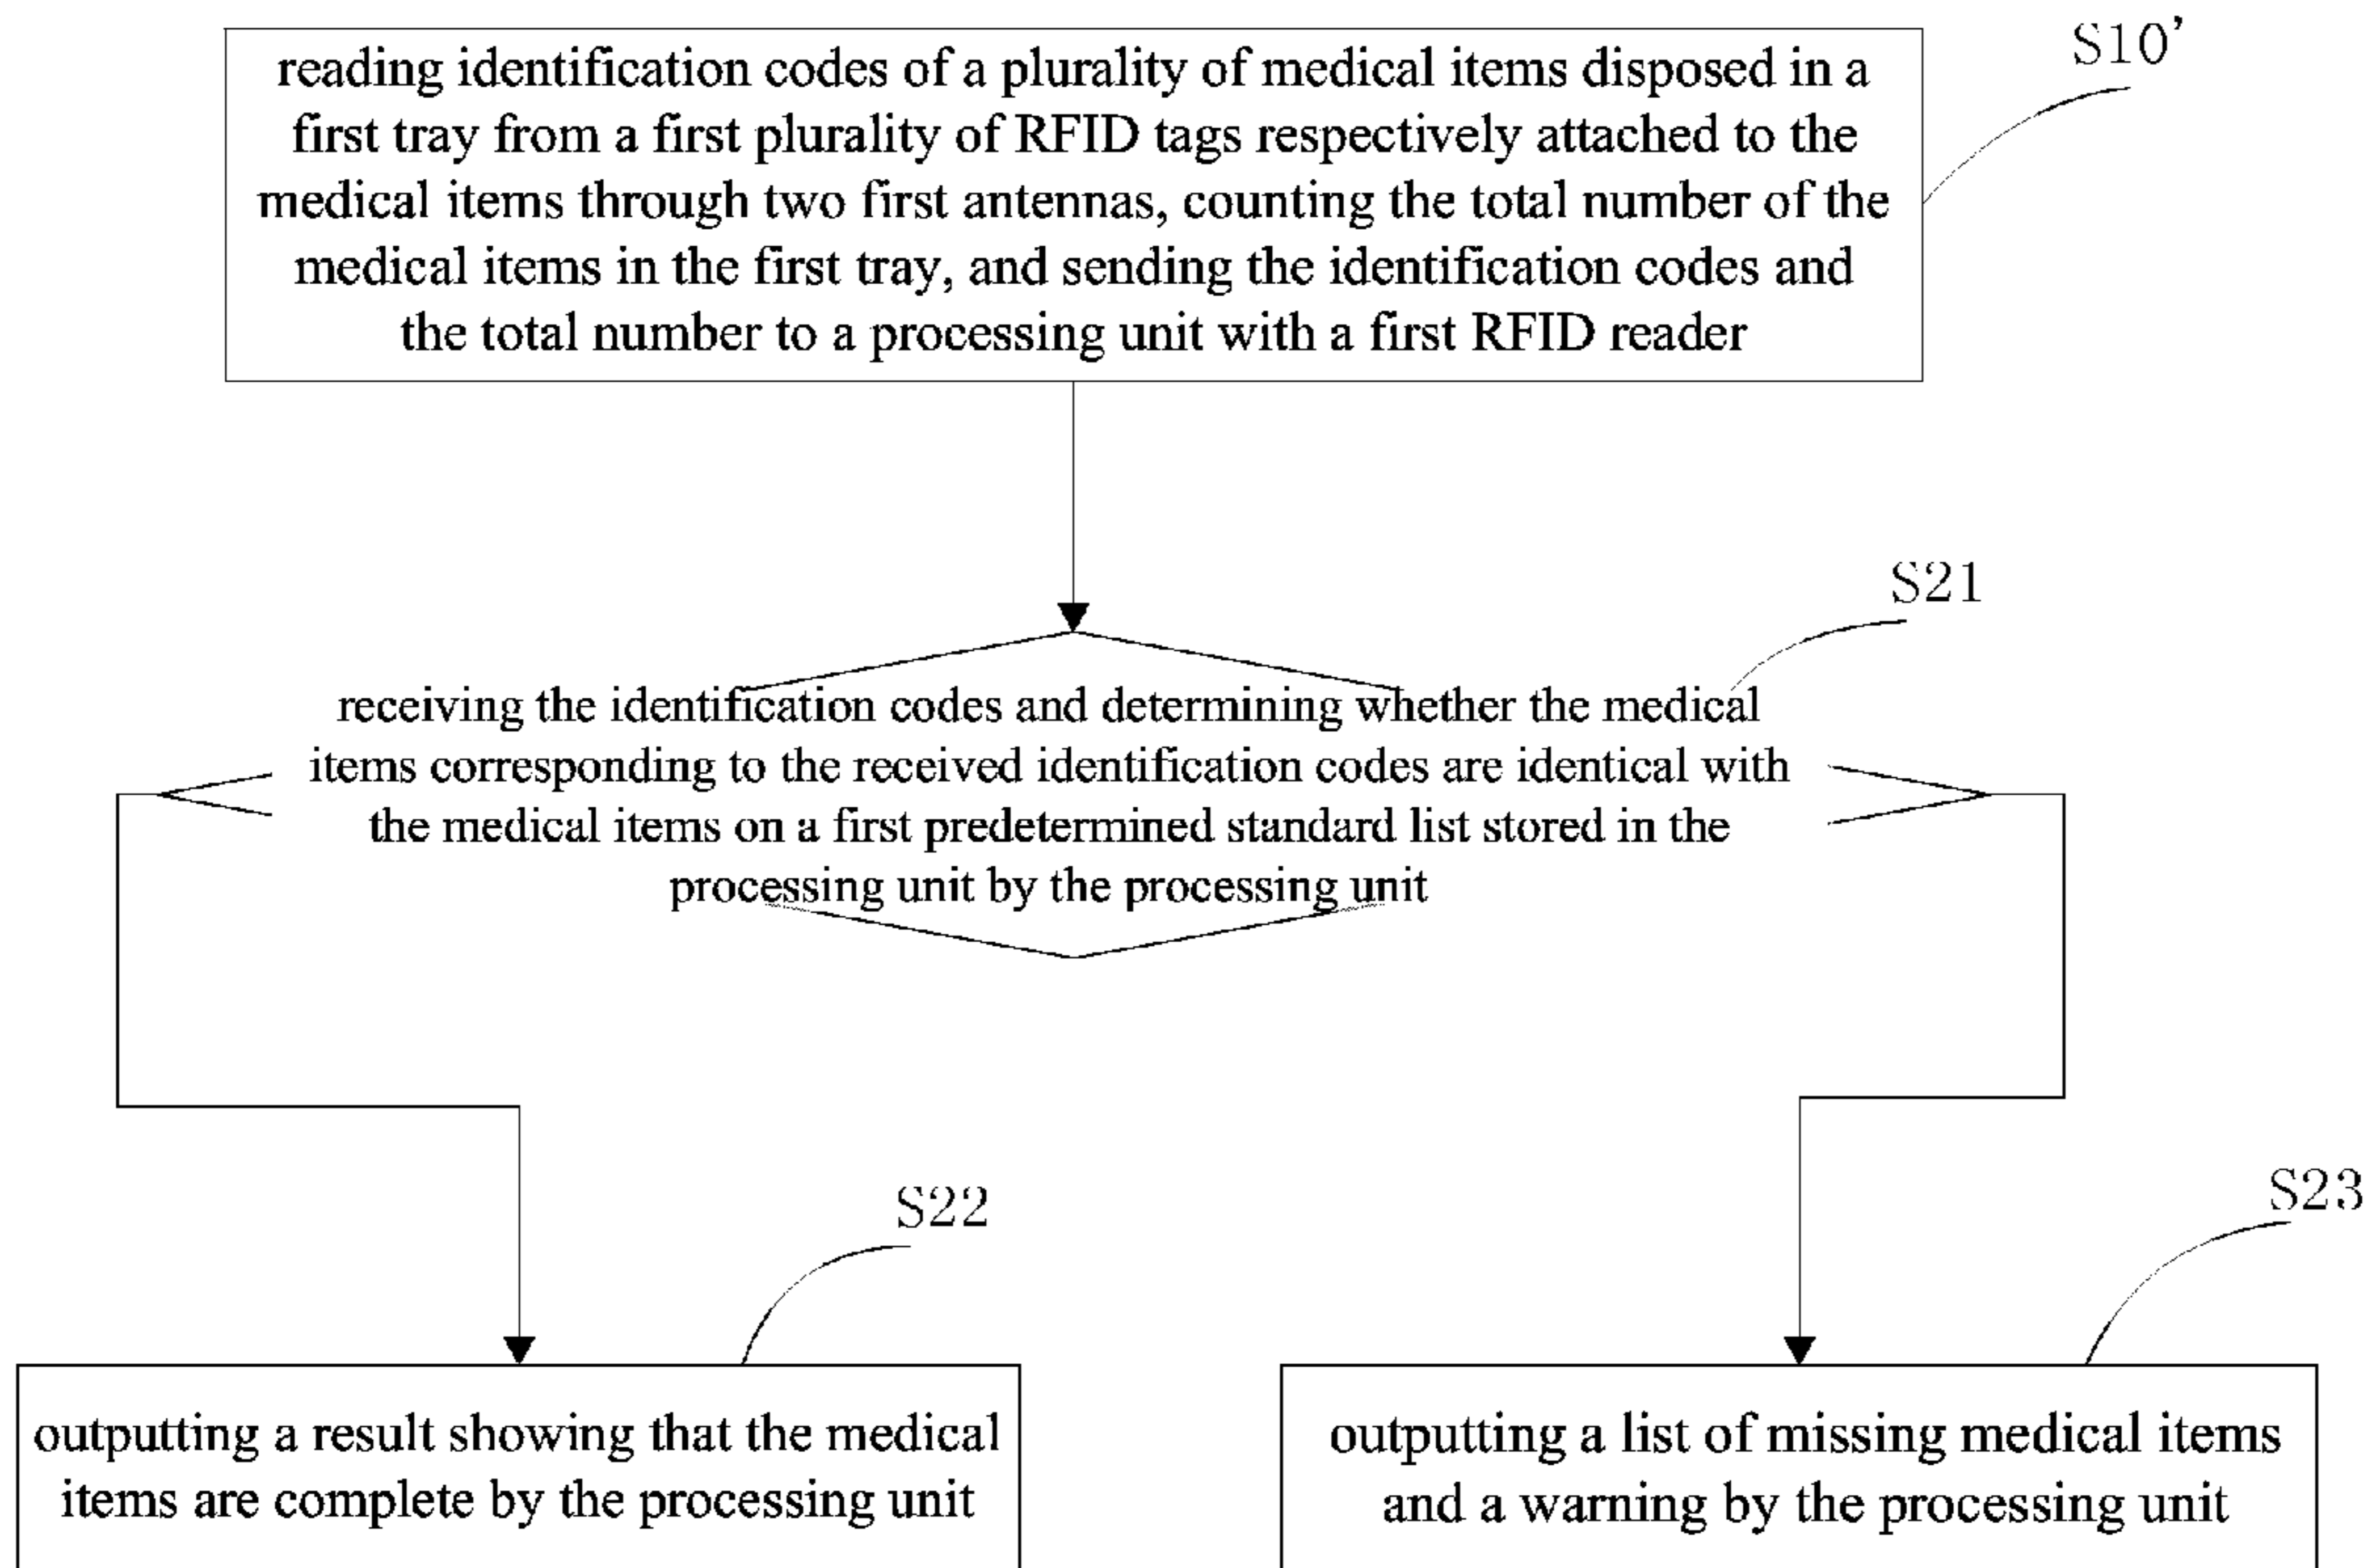 S10’
reading identification codes of a plurality of medical items disposed in a
first tray from a first plurality of RFID tags respectively attached to the
medical items through two first antennas, counting the total number of the
medical items in the first tray, and sending the identification codes and
the total number to a processing unit with a first RFID reader
S21
receiving the identification codes and determining whether the medical
items corresponding to the received identification codes are identical with
the medical items on a first predetermined standard list stored in the
processing unit by the processing unit
S22
outputting a result showing that the medical
items are complete by the processing unit
S23
outputting a list of missing medical items
and a warning by the processing unit